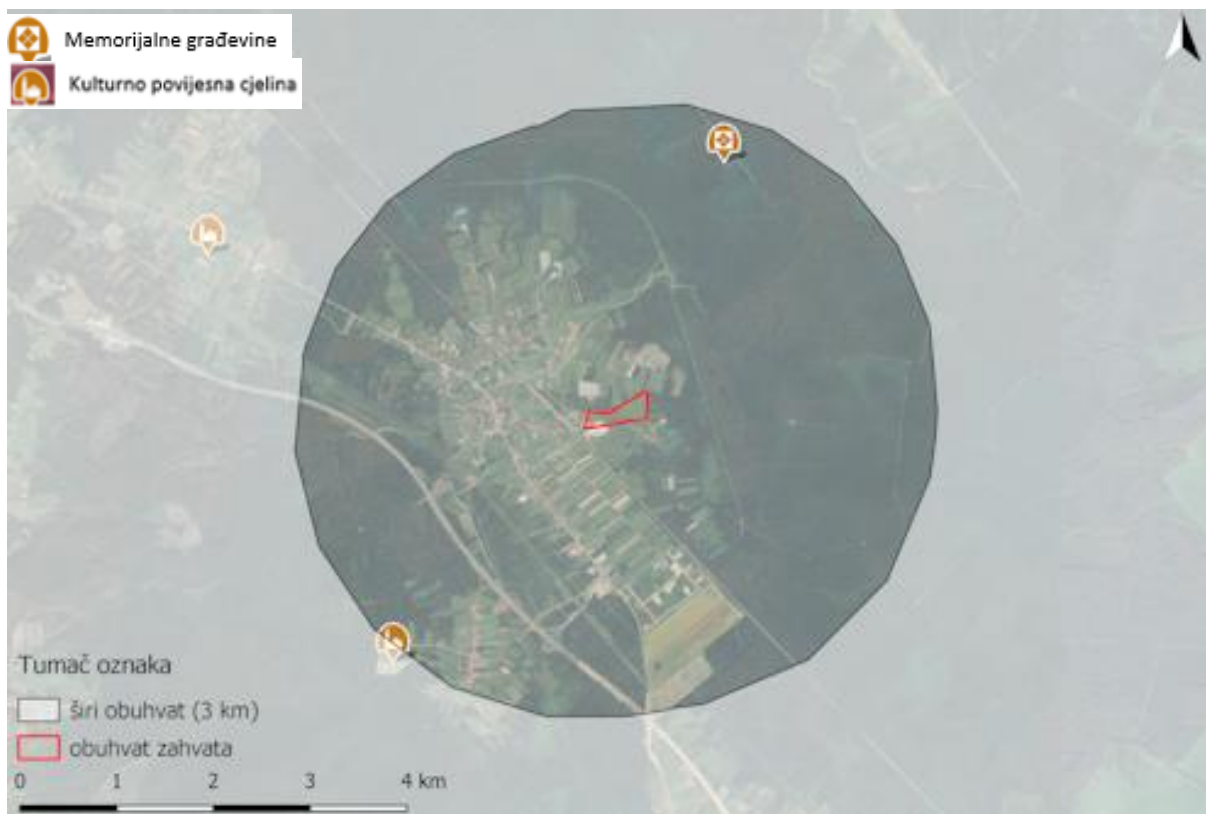 Memorijalne građevine
Kulturno povijesna cjelina
Tumač oznaka
širi obuhvat (3 km)
obuhvat zahvata
0 1 2 3 4 km